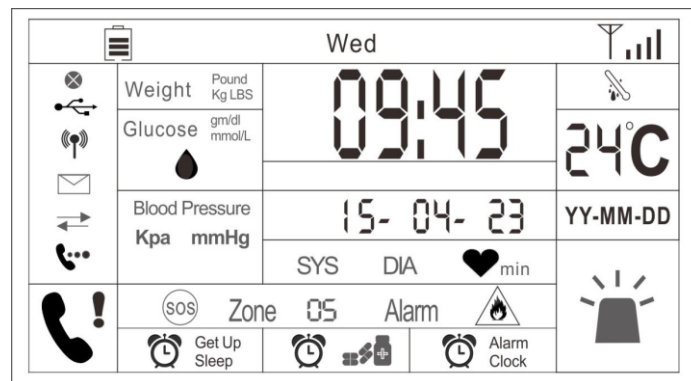 Wed
Weight Pound
Kg LBS
09:45
Glucose gm/dl
mmol/L
24°C
Blood Pressure
Kpa mmHg
15- 04- 23
YY-MM-DD
SYS DIA min
SOS Zone 05 Alarm
Get Up
Sleep
Alarm
Clock